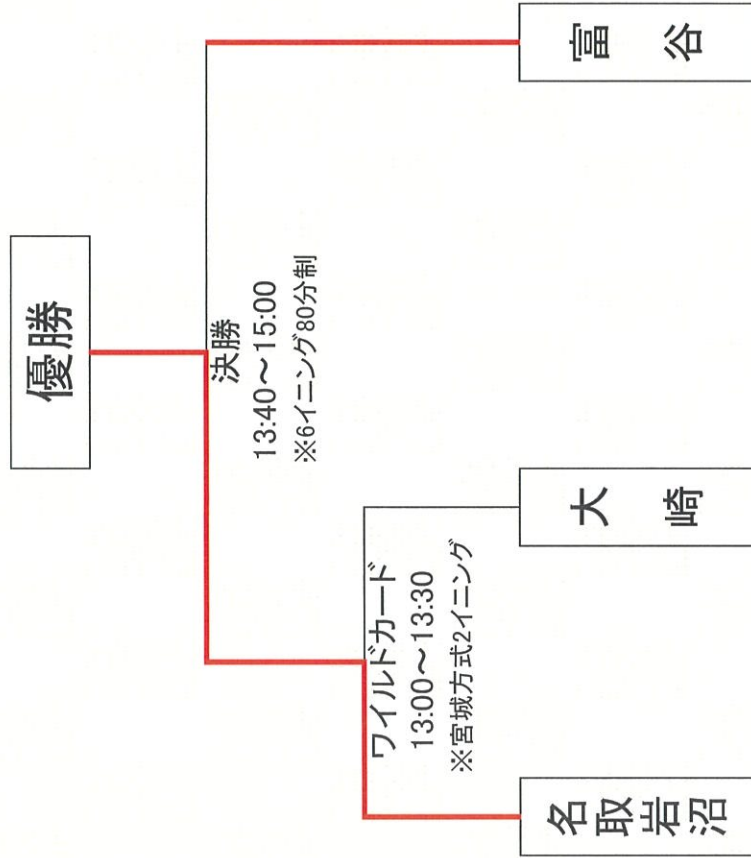 優勝
決勝
13:40～15:00
※6イニング80分制
ワイルドカード
13:00～13:30
※宮城方式2イニング
名取岩沼
大崎
富谷